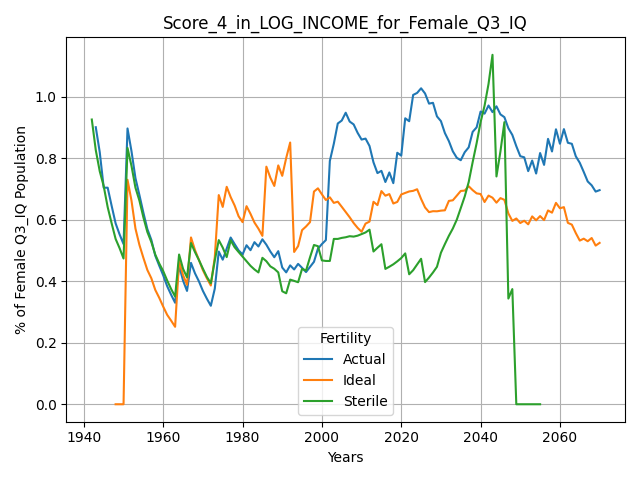 Score_4_in_LOG_INCOME_for_Female_Q3_IQ
% of Female Q3_IQ Population
1.0
0.8
0.6
0.4
0.2
0.0
Fertility
Actual
Ideal
Sterile
1940 1960 1980 2000 2020 2040 2060
Years